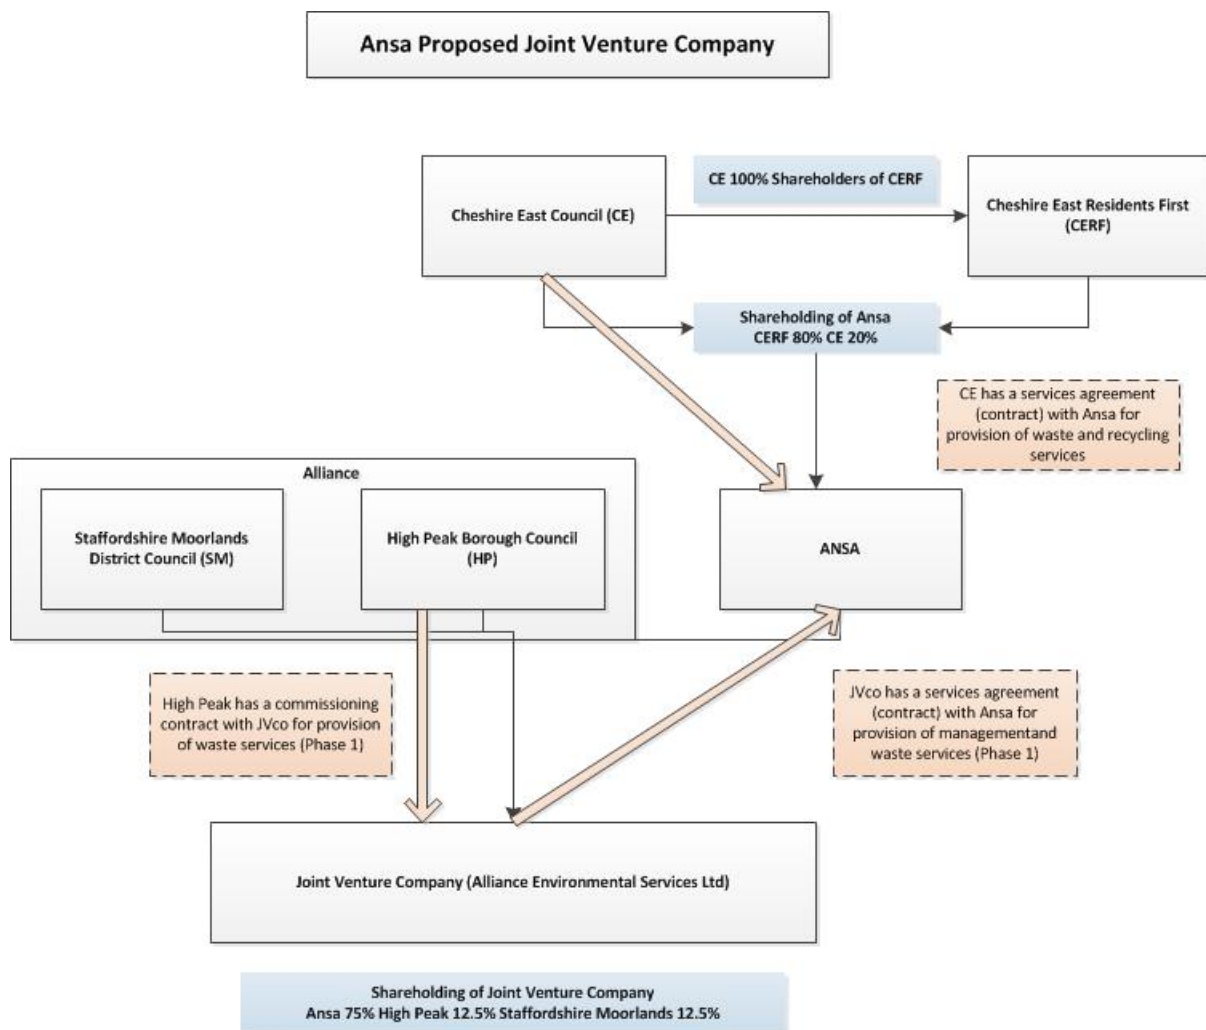 Ansa Proposed Joint Venture Company
CE 100% Shareholders of CERF
Cheshire East Council (CE)
Cheshire East Residents First
(CERF)
Shareholding of Ansa
CERF 80% CE 20%
CE has a services agreement
(contract) with Ansa for
provision of waste and recycling
services
Alliance
Staffordshire Moorlands
District Council (SM)
High Peak Borough Council
(HP)
ANSA
High Peak has a commissioning
contract with JVco for provision
of waste services (Phase 1)
JVco has a services agreement
(contract) with Ansa for
provision of managementand
waste services (Phase 1)
Joint Venture Company (Alliance Environmental Services Ltd)
Shareholding of Joint Venture Company
Ansa 75% High Peak 12.5% Staffordshire Moorlands 12.5%